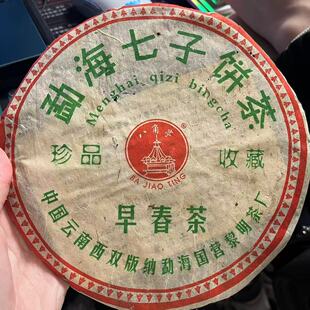 勐海七子饼茶
Menghai qizi bingcha
八角亭
BA JIAO TING
珍品
收藏
早春茶
中国云南西双版纳勐海国营黎明茶厂